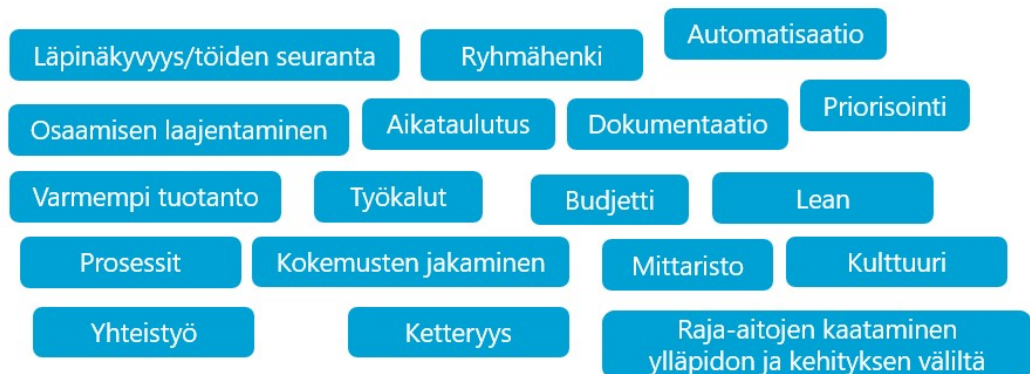 Läpinäkyvyys/töiden seuranta
Ryhmähenki
Automatisaatio
Osaamisen laajentaminen
Aikataulutus
Dokumentaatio
Priorisointi
Varmempi tuotanto
Työkalut
Budjetti
Lean
Prosessit
Kokemusten jakaminen
Mittaristo
Kulttuuri
Yhteistyö
Ketteryys
Raja-aitojen kaataminen
ylläpidon ja kehityksen väliltä